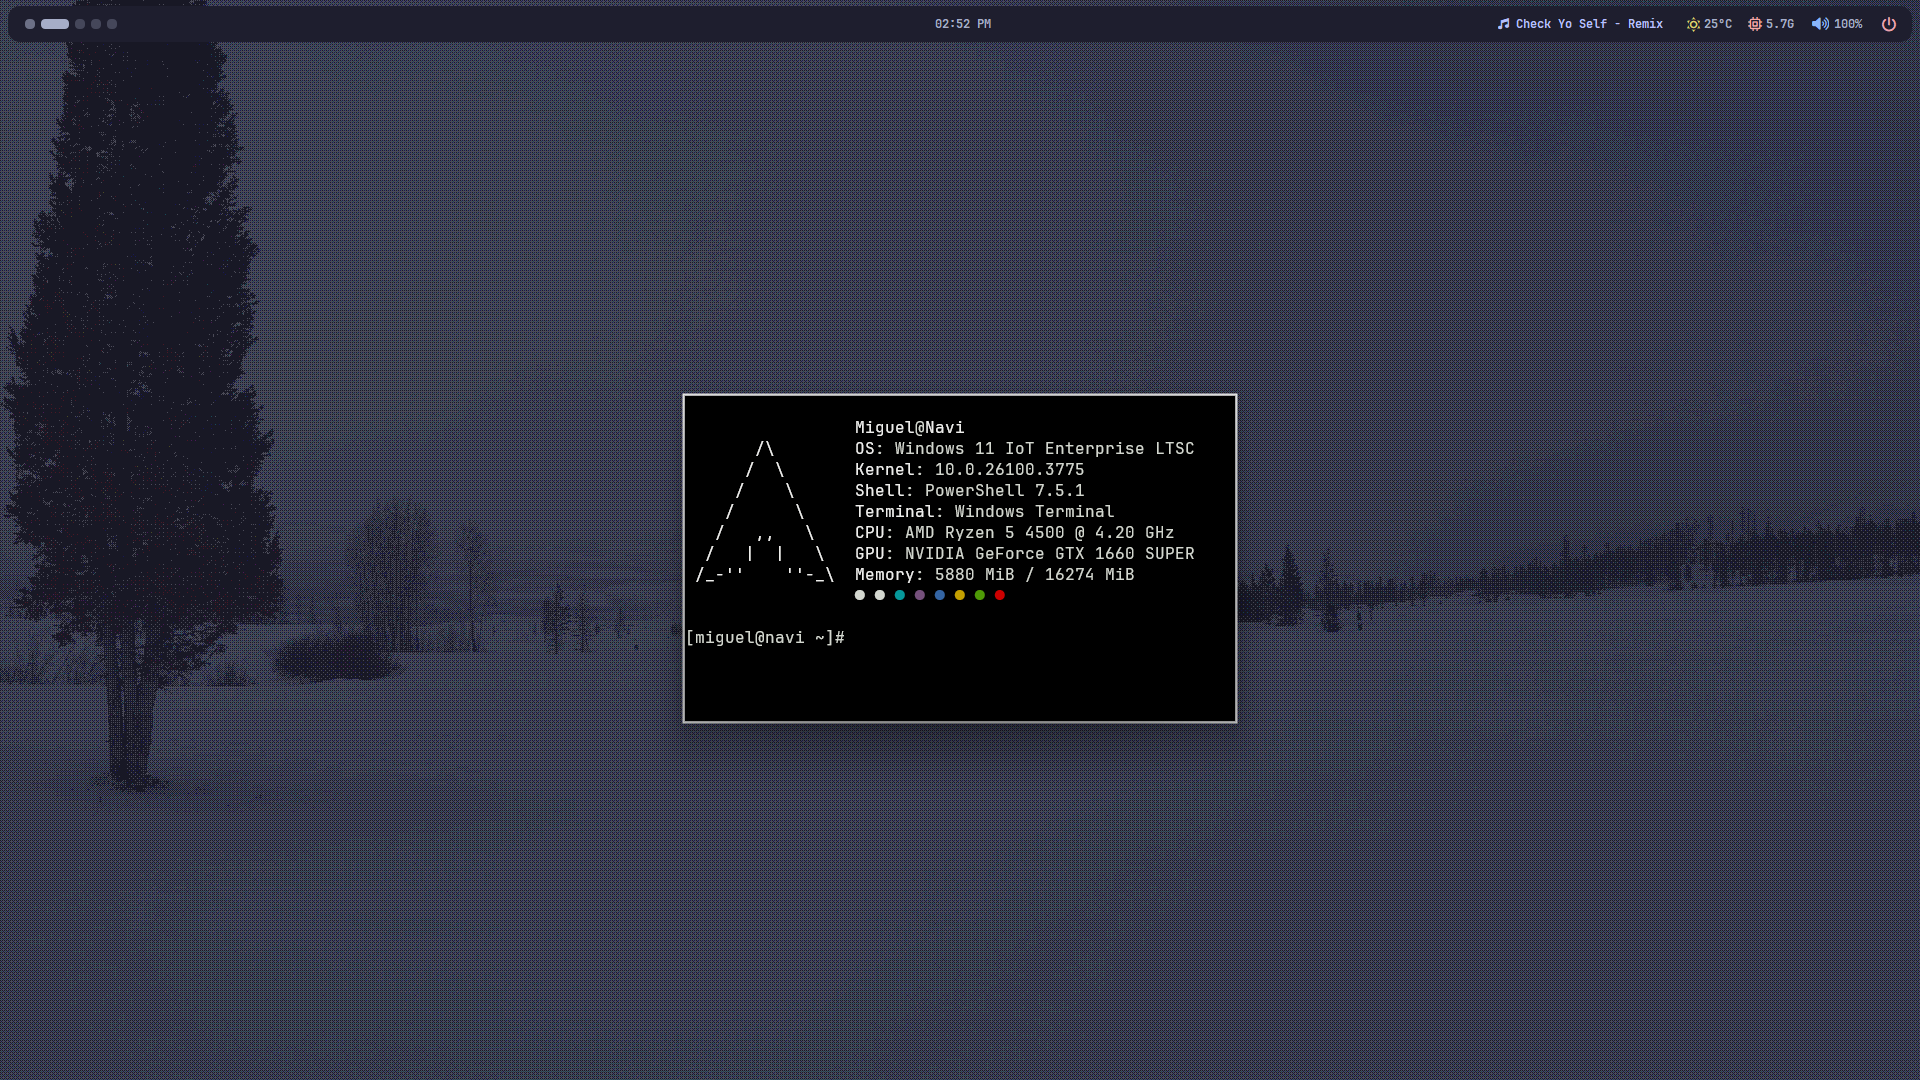 02:52 PM
Check Yo Self - Remix 25°C 5.7G 100%
Miguel@Navi
OS: Windows 11 IoT Enterprise LTSC
Kernel: 10.0.26100.3775
Shell: PowerShell 7.5.1
Terminal: Windows Terminal
CPU: AMD Ryzen 5 4500 @ 4.20 GHz
GPU: NVIDIA GeForce GTX 1660 SUPER
Memory: 5880 MiB / 16274 MiB
[miguel@navi ~]#